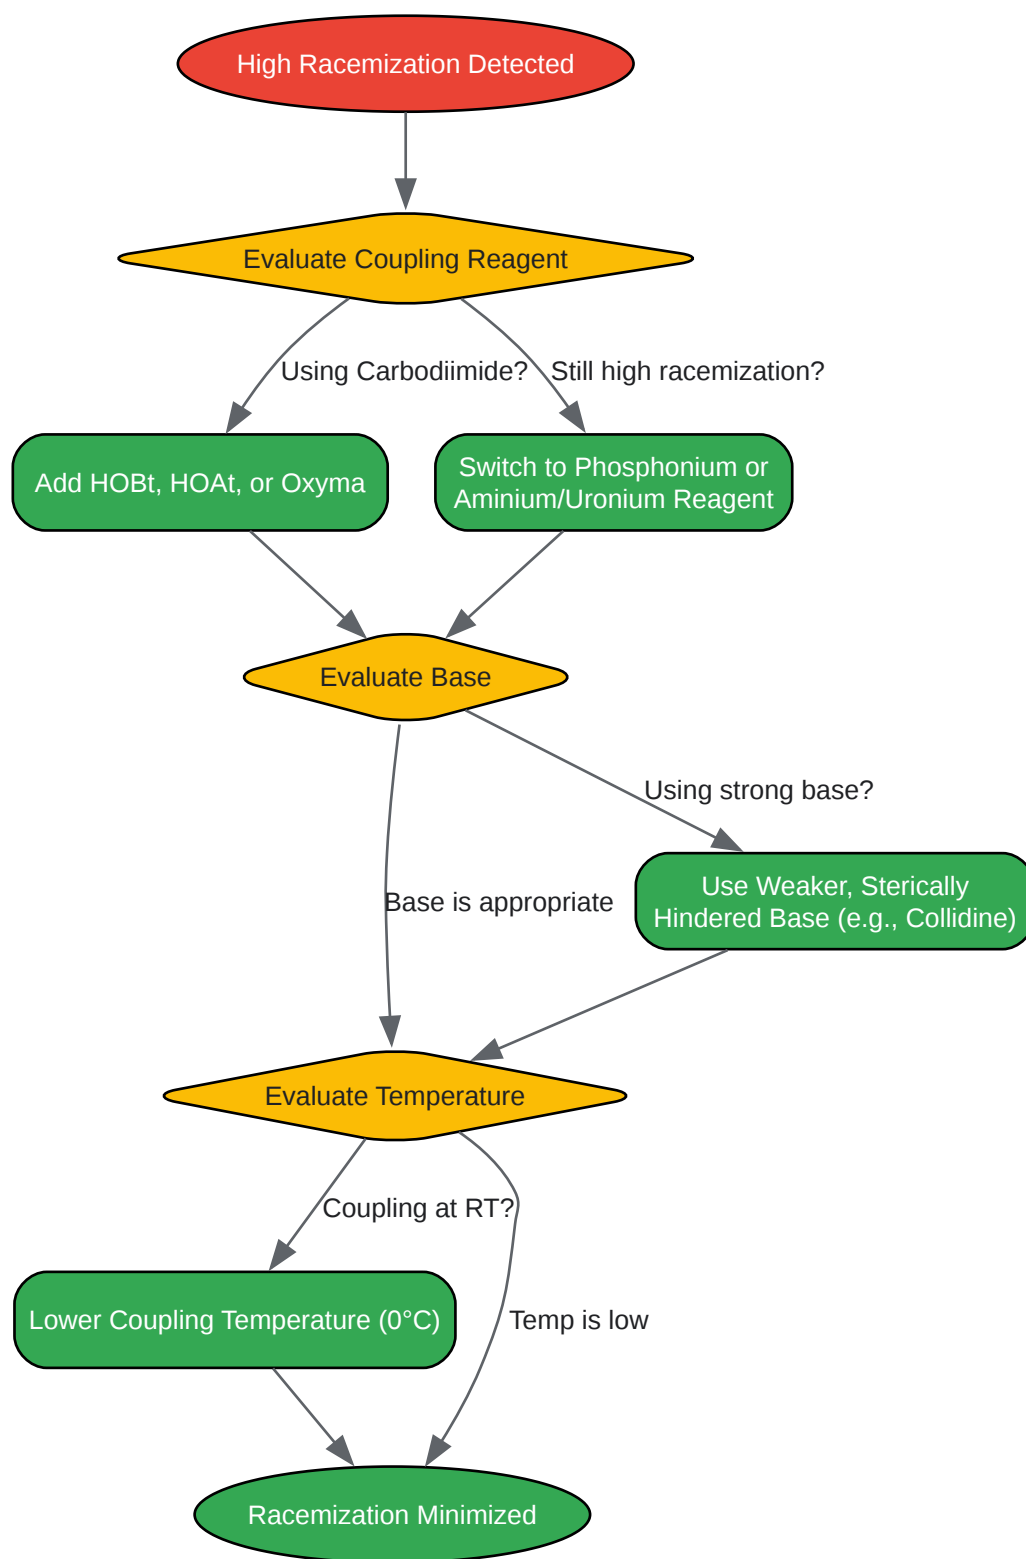 High Racemization Detected
Evaluate Coupling Reagent
Using Carbodiimide?
Still high racemization?
Add HOBt, HOAt, or Oxyma
Switch to Phosphonium or
Aminium/Uronium Reagent
Evaluate Base
Using strong base?
Base is appropriate
Use Weaker, Sterically
Hindered Base (e.g., Collidine)
Evaluate Temperature
Coupling at RT?
Lower Coupling Temperature (0°C)
Temp is low
Racemization Minimized